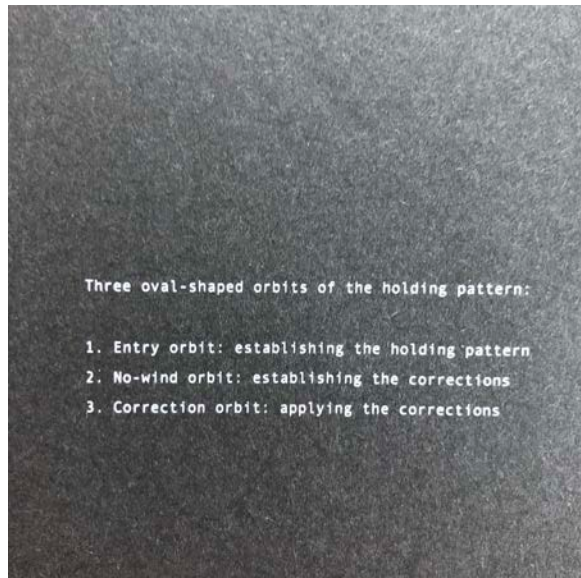 Three oval-shaped orbits of the holding pattern:
1. Entry orbit: establishing the holding pattern
2. No-wind orbit: establishing the corrections
3. Correction orbit: applying the corrections